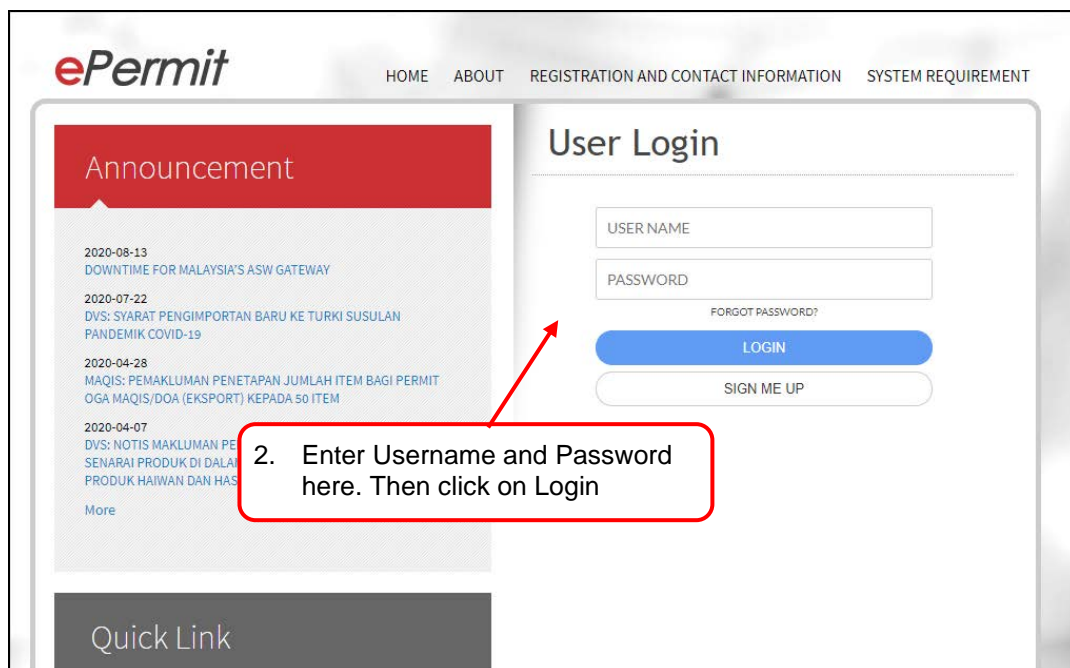 ePermit
HOME ABOUT REGISTRATION AND CONTACT INFORMATION SYSTEM REQUIREMENT
Announcement
2020-08-13
DOWNTIME FOR MALAYSIA'S ASW GATEWAY
2020-07-22
DVS: SYARAT PENGIMPORTAN BARU KE TURKI SUSULAN
PANDEMIK COVID-19
2020-04-28
MAQIS: PEMAKLUMAN PENETAPAN JUMLAH ITEM BAGI PERMIT
OGA MAQIS/DOA (EKSPORT) KEPADA 50 ITEM
2020-04-07
DVS: NOTIS MAKLUMAN
SENARAI PRODUK DI
PRODUK HAIWAN DAN
More
Quick Link
User Login
USER NAME
PASSWORD
FORGOT PASSWORD?
LOGIN
SIGN ME UP
2. Enter Username and Password
here. Then click on Login